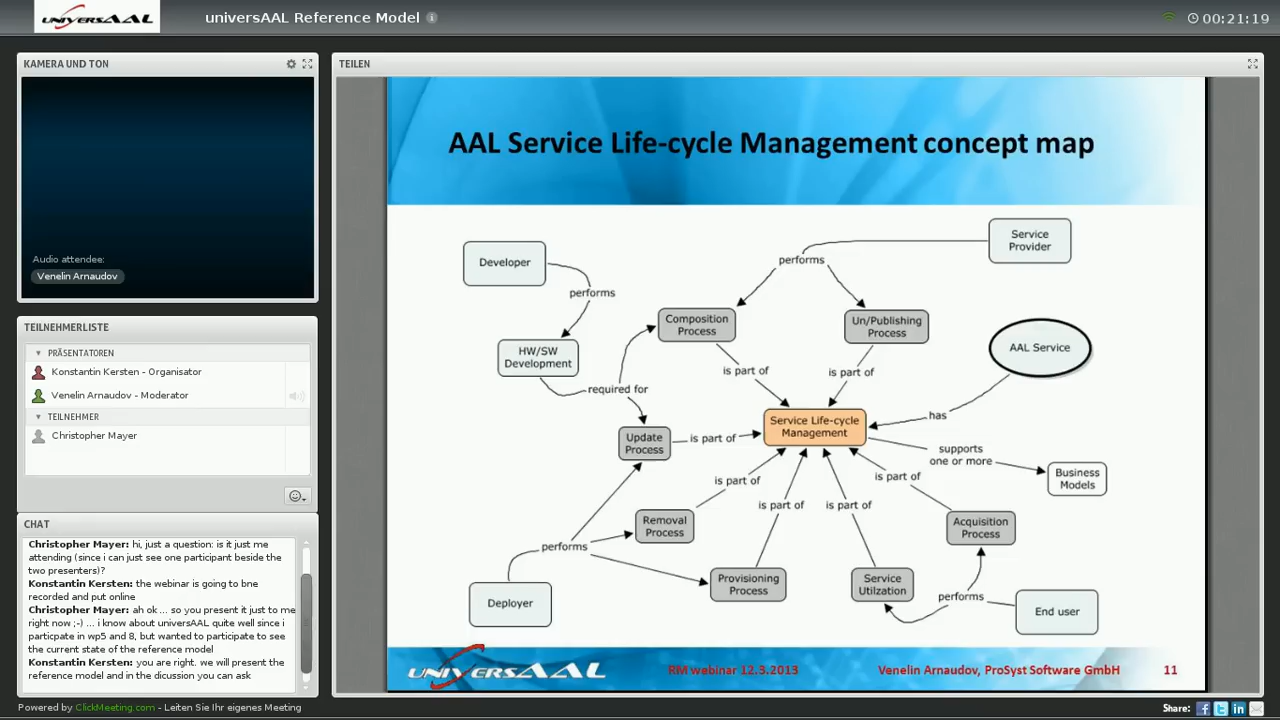 universAAL
universAAL Reference Model
00:21:19
KAMERA UND TON
Audio attendee:
Venelin Arnaudov
TEILNEHMERLISTE
PRÄSENTATOREN
Konstantin Kersten - Organisator
Venelin Arnaudov - Moderator
TEILNEHMER
Christopher Mayer
CHAT
Christopher Mayer: hi, just a question: is it just me
attending (since i can just see one participant beside the
two presenters)?
Konstantin Kersten: the webinar is going to bne
recorded and put online
Christopher Mayer: ah ok ... so you present it just to me
right now ;-) ... i know about universAAL quite well since i
particpate in wp5 and 8, but wanted to participate to see
the current state of the reference model
Konstantin Kersten: you are right. we will present the
reference model and in the dicussion you can ask
TEILEN
AAL Service Life-cycle Management concept map
Developer
performs
HW/SW
Development
required for
Composition
Process
is part of
performs
Service
Provider
Un/Publishing
Process
is part of
AAL Service
has
Service Life-cycle
Management
supports
one or more
Business
Models
Update
Process
is part of
Removal
Process
is part of
Provisioning
Process
is part of
Service
Utilzation
is part of
Acquisition
Process
is part of
performs
Deployer
performs
End user
universAAL
RM webinar 12.3.2013
Venelin Arnaudov, ProSyst Software GmbH
11
Powered by ClickMeeting.com - Leiten Sie Ihr eigenes Meeting
Share: